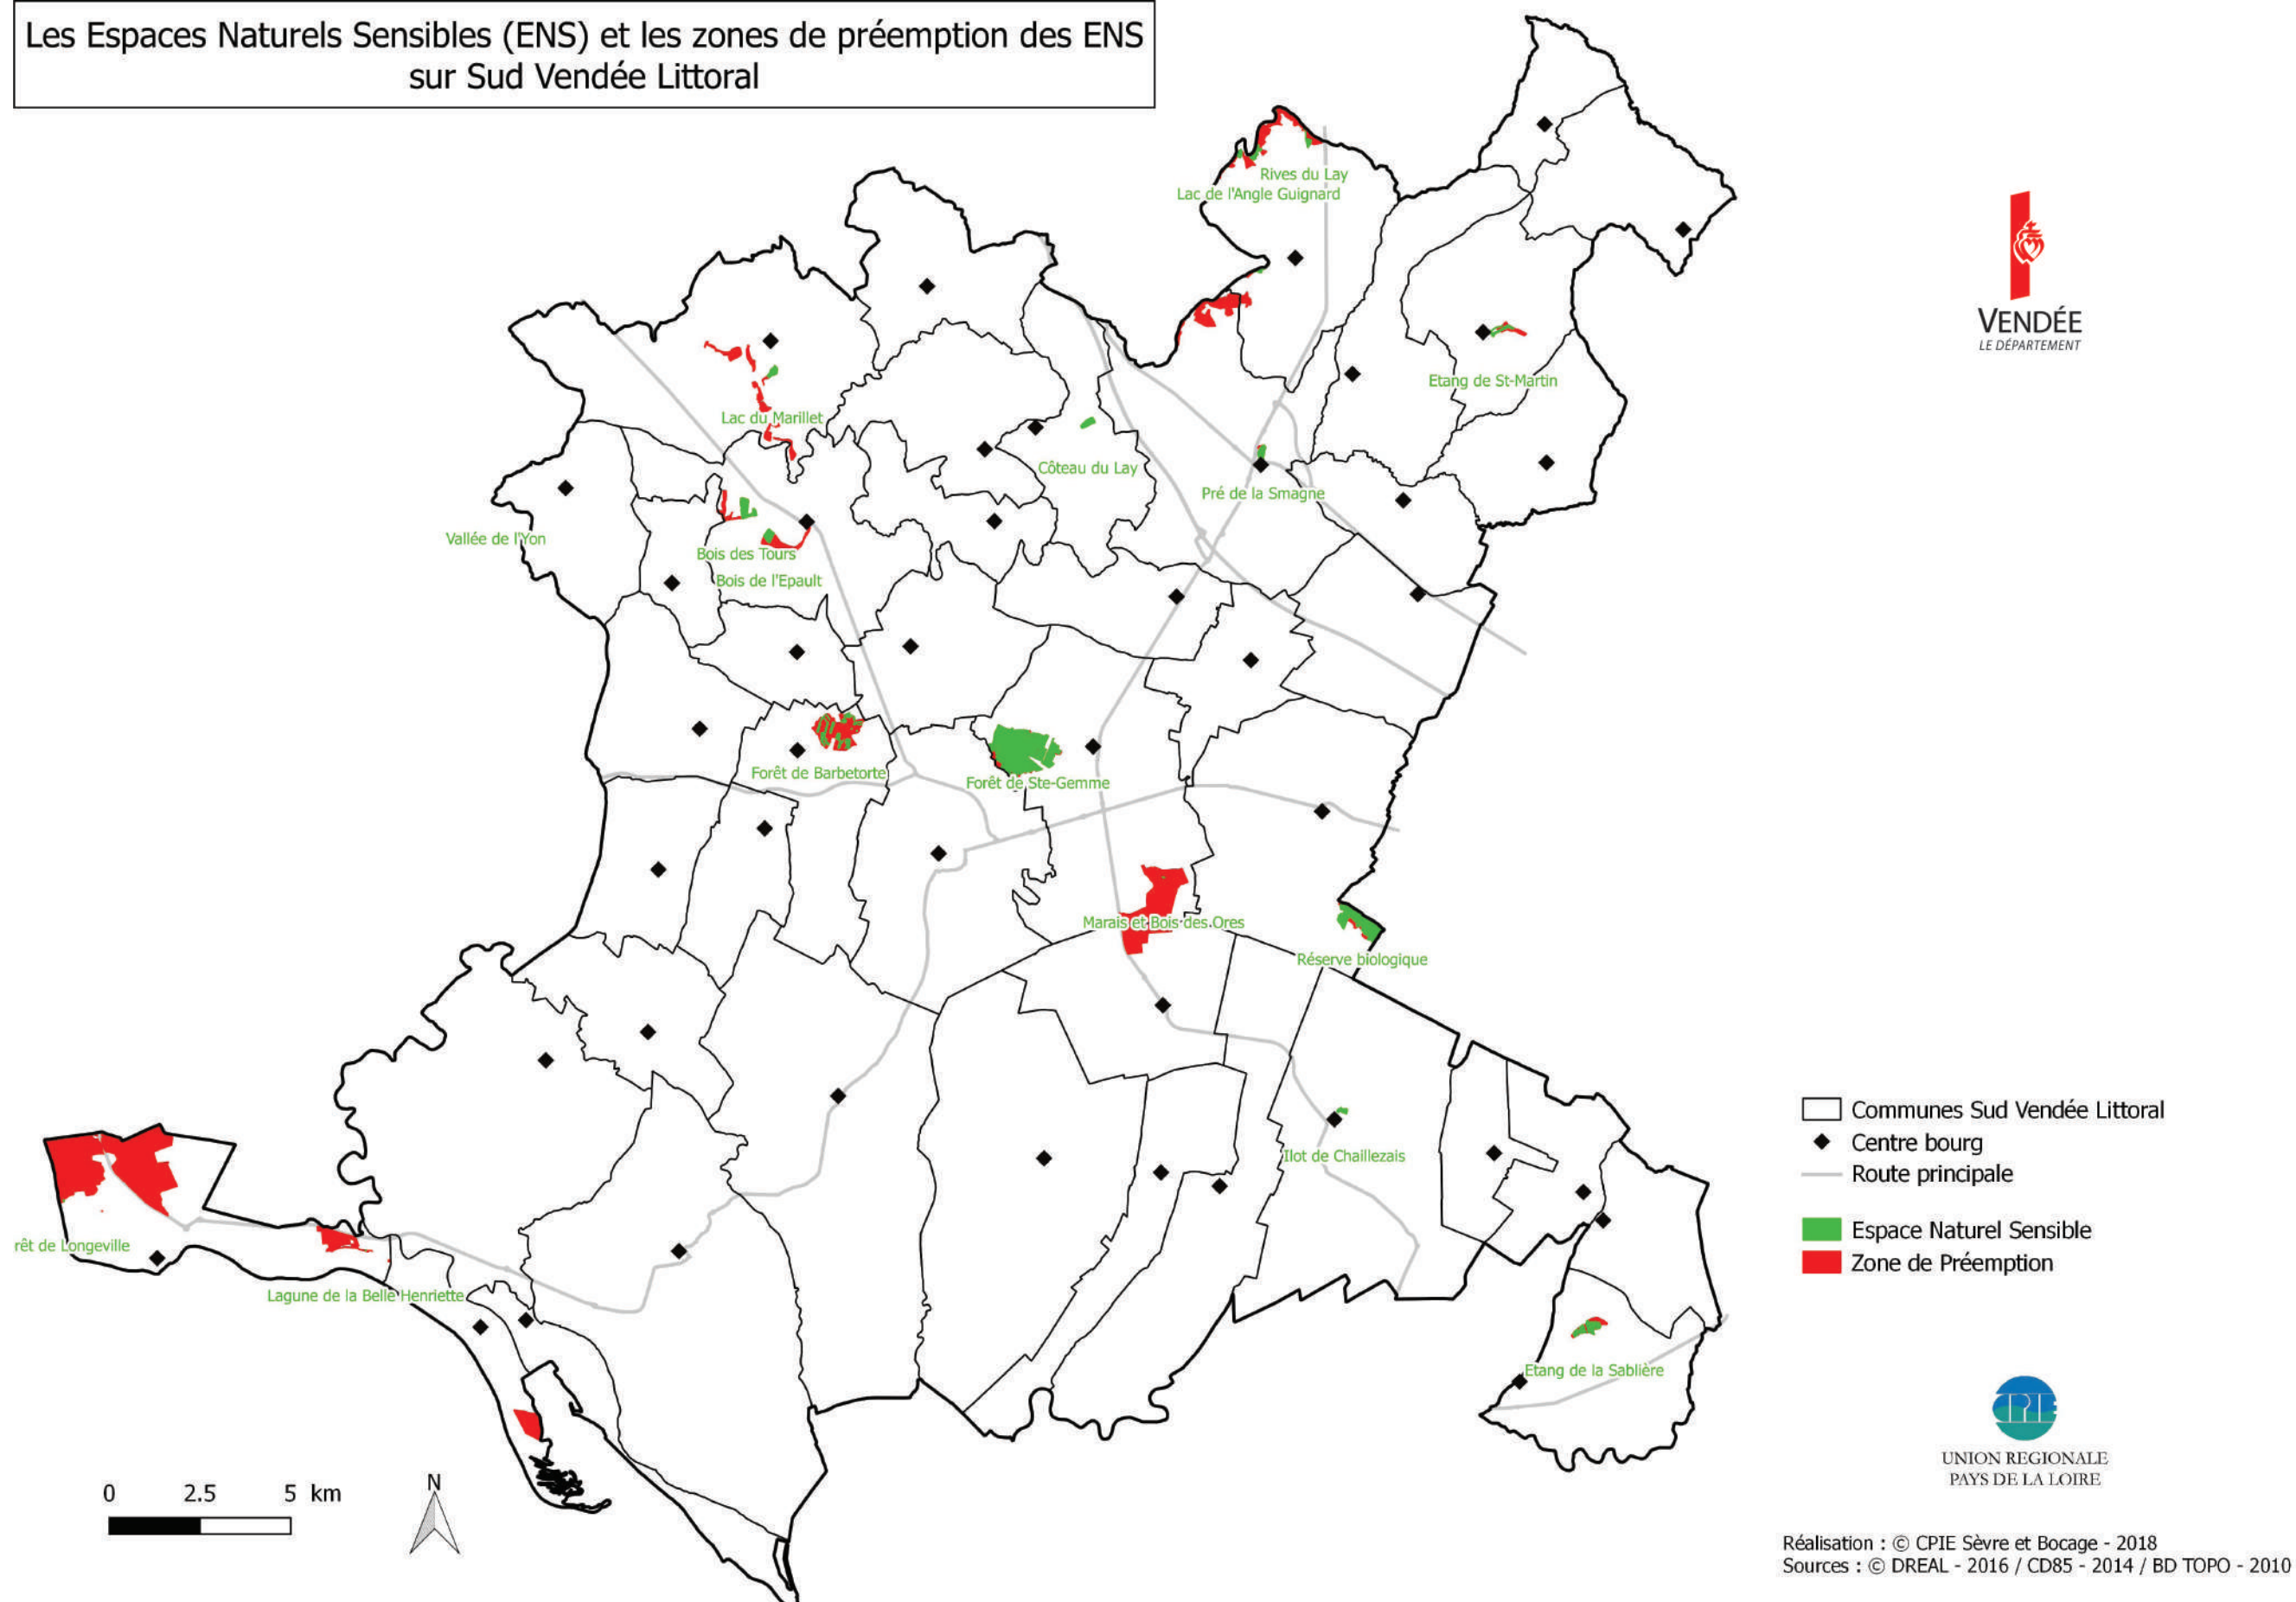 Les Espaces Naturels Sensibles (ENS) et les zones de préemption des ENS
sur Sud Vendée Littoral
Rives du Lay
Lac de l'Angle Guignard
VENDÉE
LE DÉPARTEMENT
Etang de St-Martin
Lac du Marillet
Côteau du Lay
Pré de la Smagne
Vallée de l'Yon
Bois des Tours
Bois de l'Epault
Forêt de Barbetorte
Forêt de Ste-Gemme
Marais et Bois des Ores
Réserve biologique
Communes Sud Vendée Littoral
Centre bourg
Route principale
Ilot de Chaillezais
Espace Naturel Sensible
Zone de Préemption
rêt de Longeville
Lagune de la Belle Henriette
Etang de la Sablière
CPIE
UNION REGIONALE
PAYS DE LA LOIRE
0 2.5 5 km
N
Réalisation : © CPIE Sèvre et Bocage - 2018
Sources : © DREAL - 2016 / CD85 - 2014 / BD TOPO - 2010